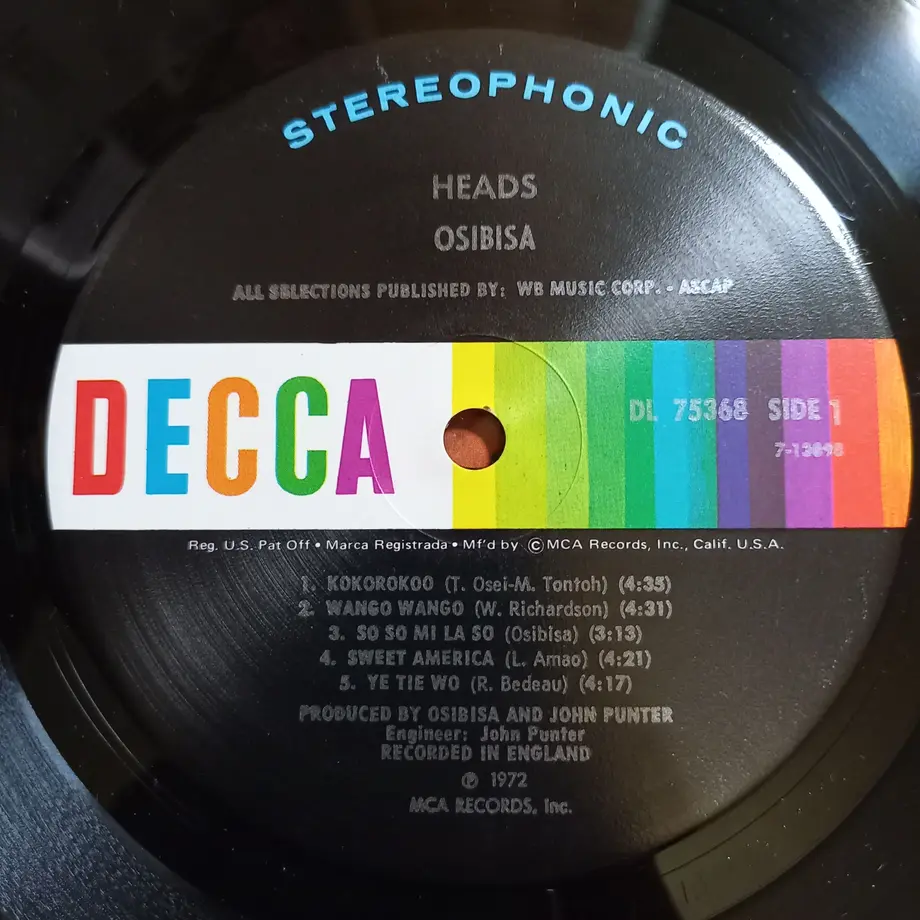 STEREOPHONIC
HEADS
OSIBISA
ALL SELECTIONS PUBLISHED BY: WB MUSIC CORP. - ASCAP
DECCA
DL 75368 SIDE 1
7-13898
Reg. U.S. Pat Off • Marca Registrada • Mf'd by ©MCA Records, Inc., Calif. U.S.A.
1. KOKOROKOO (T. Osei-M. Tontoh) (4:35)
2. WANGO WANGO (W. Richardson) (4:31)
3. SO SO MI LA SO (Osibisa) (3:13)
4. SWEET AMERICA (L. Amao) (4:21)
5. YE TIE WO (R. Bedeau) (4:17)
PRODUCED BY OSIBISA AND JOHN PUNTER
Engineer: John Punter
RECORDED IN ENGLAND
℗ 1972
MCA RECORDS, Inc.